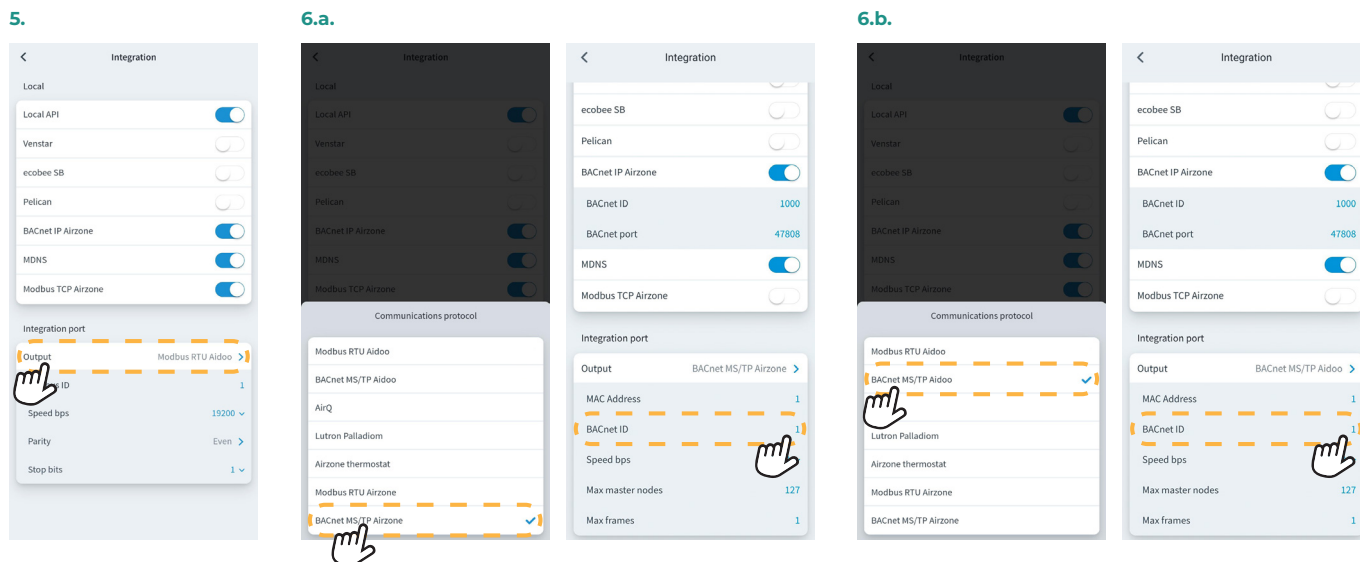 5.
Integration
Local
Local API
Venstar
ecobee SB
Pelican
BACnet IP Airzone
MDNS
Modbus TCP Airzone
Integration port
Output Modbus RTU Aidoo
ID 1
Speed bps 19200
Parity Even
Stop bits 1
6.a.
Integration
Local
Local API
Venstar
ecobee SB
Pelican
BACnet IP Airzone
MDNS
Modbus TCP Airzone
Communications protocol
Modbus RTU Aidoo
BACnet MS/TP Aidoo
AirQ
Lutron Palladiom
Airzone thermostat
Modbus RTU Airzone
BACnet MS/TP Airzone
Integration
ecobee SB
Pelican
BACnet IP Airzone
BACnet ID 1000
BACnet port 47808
MDNS
Modbus TCP Airzone
Integration port
Output BACnet MS/TP Airzone
MAC Address 1
BACnet ID 1
Speed bps
Max master nodes 127
Max frames 1
6.b.
Integration
Local
Local API
Venstar
ecobee SB
Pelican
BACnet IP Airzone
MDNS
Modbus TCP Airzone
Communications protocol
Modbus RTU Aidoo
BACnet MS/TP Aidoo
Lutron Palladiom
Airzone thermostat
Modbus RTU Airzone
BACnet MS/TP Airzone
Integration
ecobee SB
Pelican
BACnet IP Airzone
BACnet ID 1000
BACnet port 47808
MDNS
Modbus TCP Airzone
Integration port
Output BACnet MS/TP Aidoo
MAC Address 1
BACnet ID 1
Speed bps
Max master nodes 127
Max frames 1